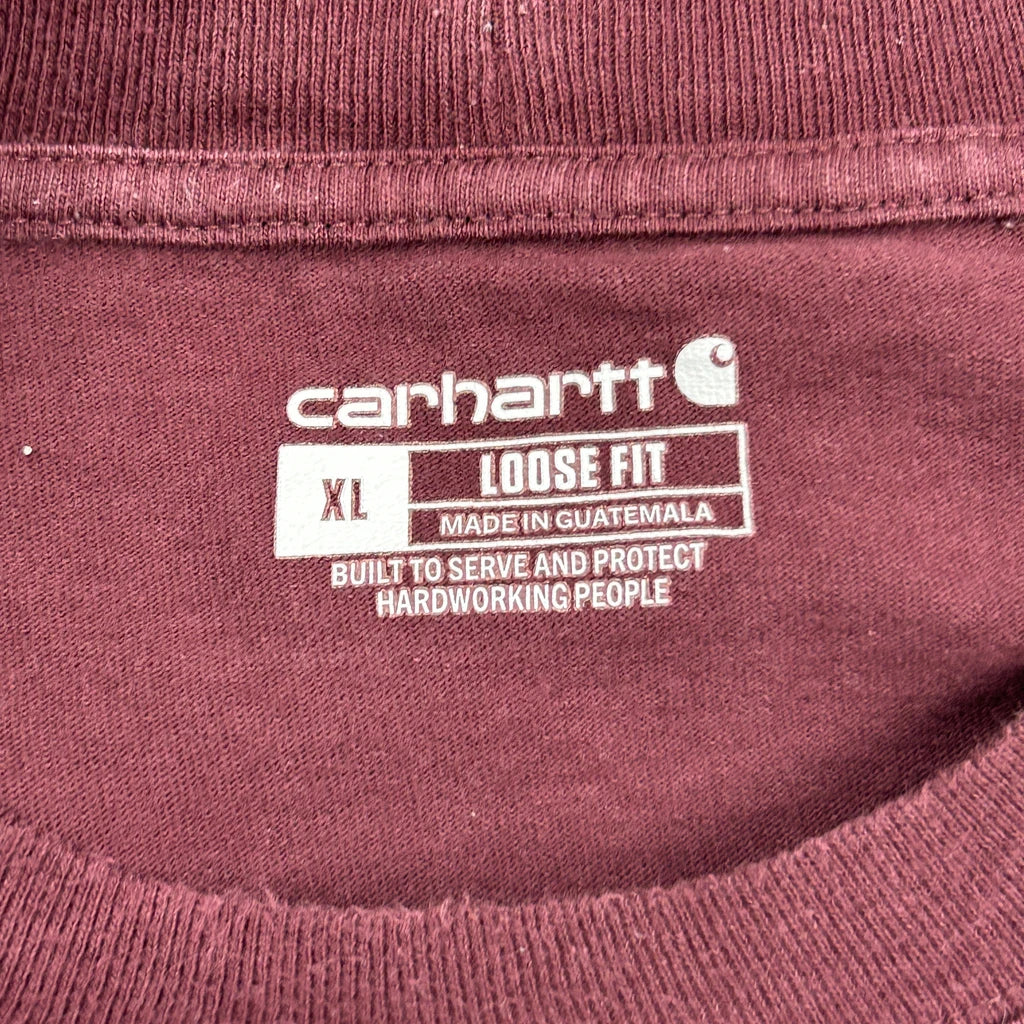 carhartt
XL
LOOSE FIT
MADE IN GUATEMALA
BUILT TO SERVE AND PROTECT
HARDWORKING PEOPLE